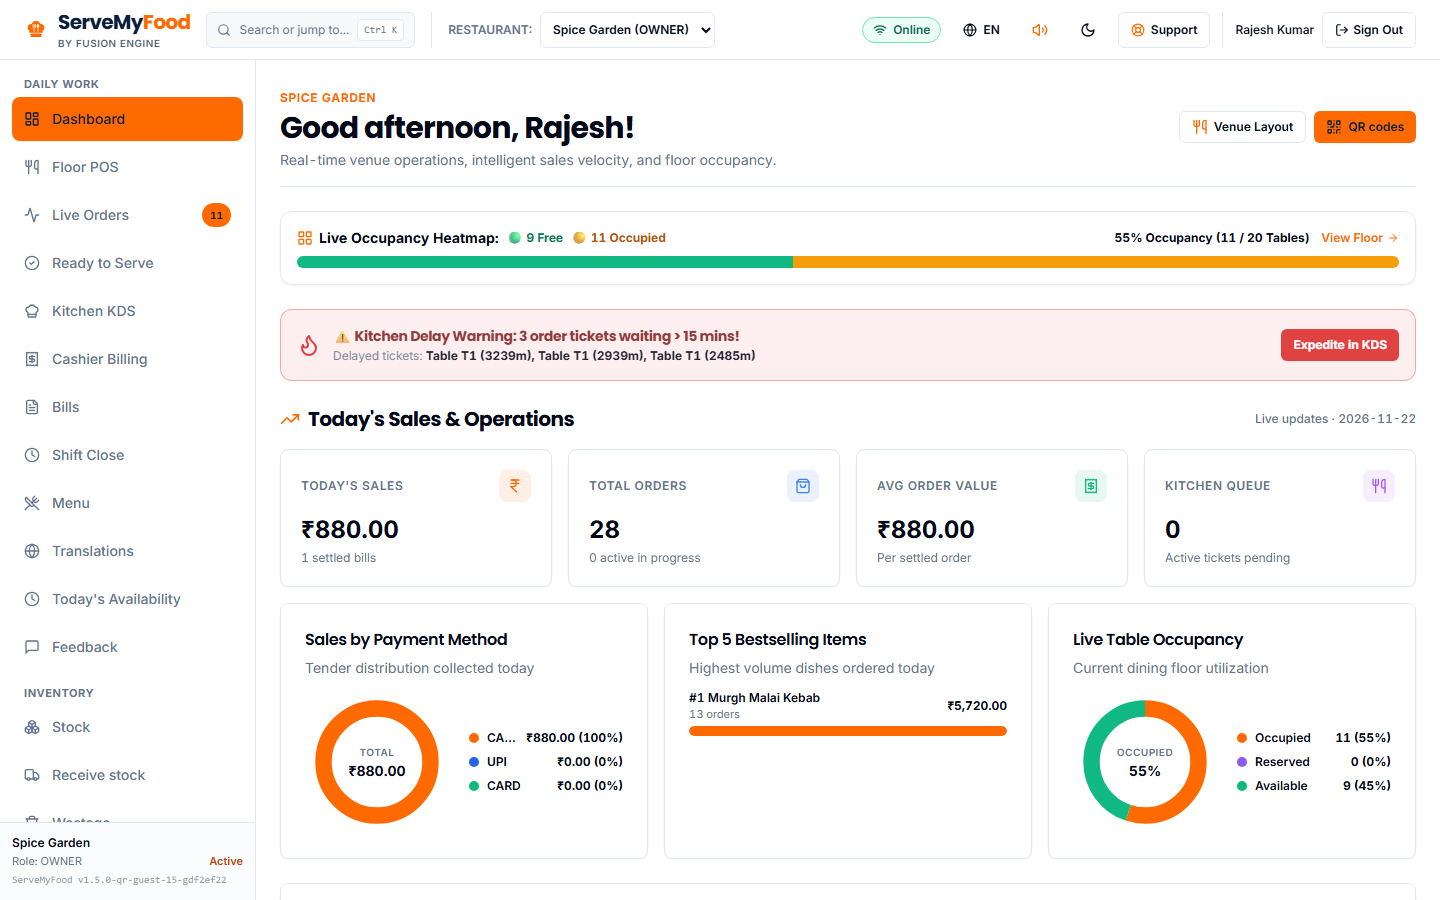 ServeMyFood
BY FUSION ENGINE
Search or jump to... Ctrl K
RESTAURANT: Spice Garden (OWNER)
Online
EN
Support
Rajesh Kumar
Sign Out
DAILY WORK
Dashboard
Floor POS
Live Orders 11
Ready to Serve
Kitchen KDS
Cashier Billing
Bills
Shift Close
Menu
Translations
Today's Availability
Feedback
INVENTORY
Stock
Receive stock
Wastage
Spice Garden
Role: OWNER Active
ServeMyFood v1.5.0-qr-guest-15-gdf2ef22
SPICE GARDEN
Good afternoon, Rajesh!
Real-time venue operations, intelligent sales velocity, and floor occupancy.
Venue Layout
QR codes
Live Occupancy Heatmap: 9 Free 11 Occupied
55% Occupancy (11 / 20 Tables) View Floor →
⚠️ Kitchen Delay Warning: 3 order tickets waiting > 15 mins!
Delayed tickets: Table T1 (3239m), Table T1 (2939m), Table T1 (2485m)
Expedite in KDS
Today's Sales & Operations
Live updates · 2026-11-22
TODAY'S SALES
₹880.00
1 settled bills
TOTAL ORDERS
28
0 active in progress
AVG ORDER VALUE
₹880.00
Per settled order
KITCHEN QUEUE
0
Active tickets pending
Sales by Payment Method
Tender distribution collected today
TOTAL
₹880.00
CA... ₹880.00 (100%)
UPI ₹0.00 (0%)
CARD ₹0.00 (0%)
Top 5 Bestselling Items
Highest volume dishes ordered today
#1 Murgh Malai Kebab
13 orders
₹5,720.00
Live Table Occupancy
Current dining floor utilization
OCCUPIED
55%
Occupied 11 (55%)
Reserved 0 (0%)
Available 9 (45%)